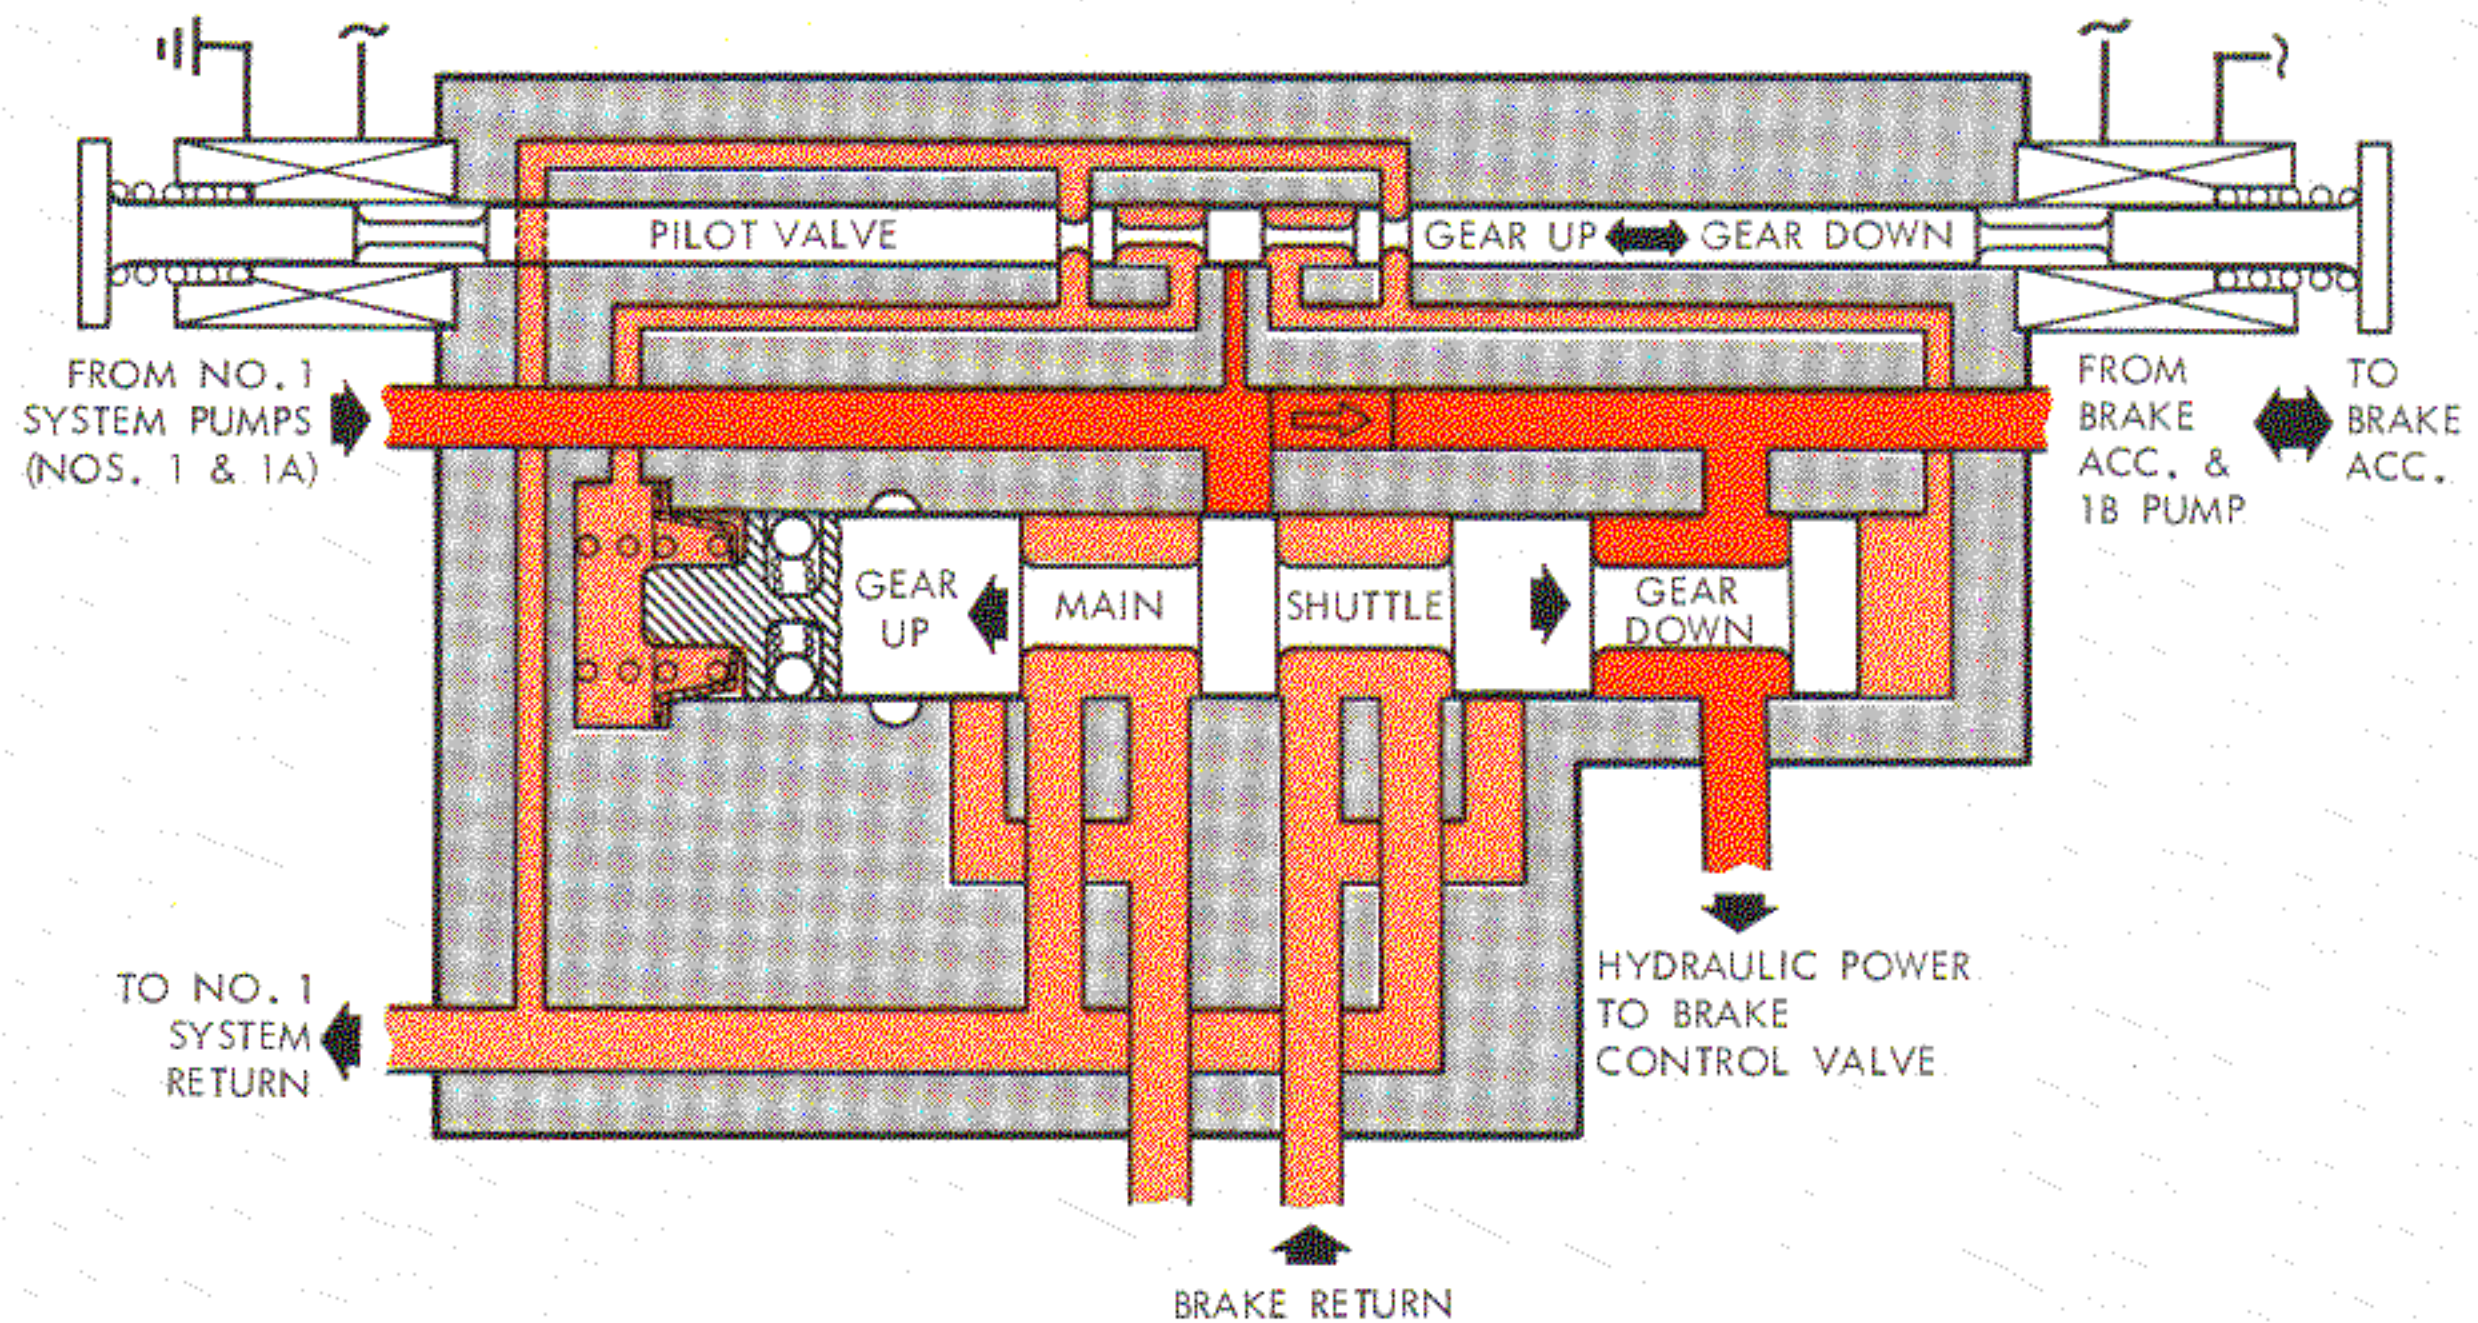 PILOT VALVE
GEAR UP
GEAR DOWN
FROM NO. 1
SYSTEM PUMPS
(NOS. 1 & 1A)
FROM
BRAKE
ACC. &
1B PUMP
TO
BRAKE
ACC.
GEAR
UP
MAIN
SHUTTLE
GEAR
DOWN
HYDRAULIC POWER
TO BRAKE
CONTROL VALVE
TO NO. 1
SYSTEM
RETURN
BRAKE RETURN